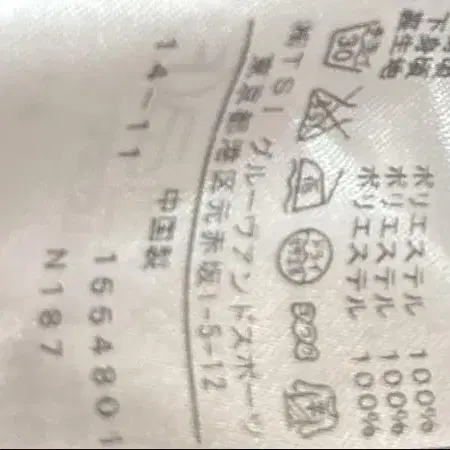 ポリエステル 100%
下身頃 ポリエステル 100%
裏生地 ポリエステル 100%
30
㈱TSI グルーヴアンドスポーツ
東京都港区元赤坂1-5-12
14-11 中国製
1554801
N187